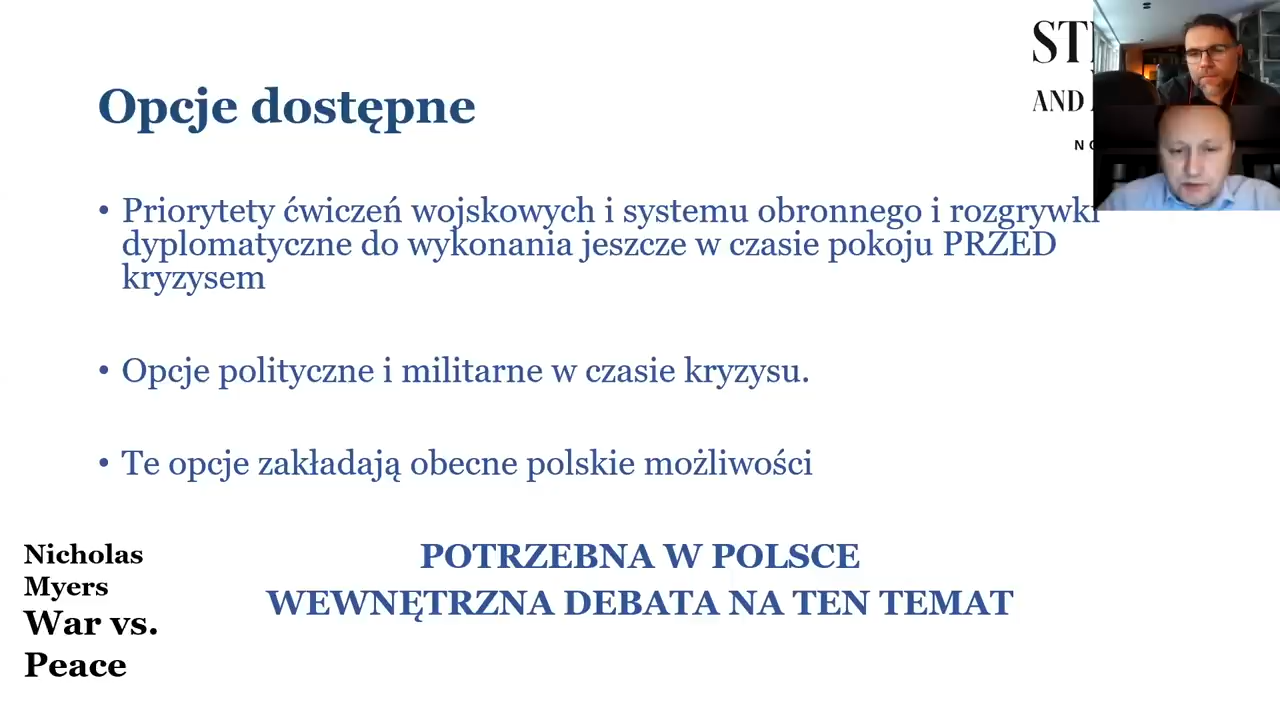 ST
AND
Opcje dostępne
• Priorytety ćwiczeń wojskowych i systemu obronnego i rozgrywki
dyplomatyczne do wykonania jeszcze w czasie pokoju PRZED
kryzysem
• Opcje polityczne i militarne w czasie kryzysu.
• Te opcje zakładają obecne polskie możliwości
POTRZEBNA W POLSCE
WEWNĘTRZNA DEBATA NA TEN TEMAT
Nicholas
Myers
War vs.
Peace